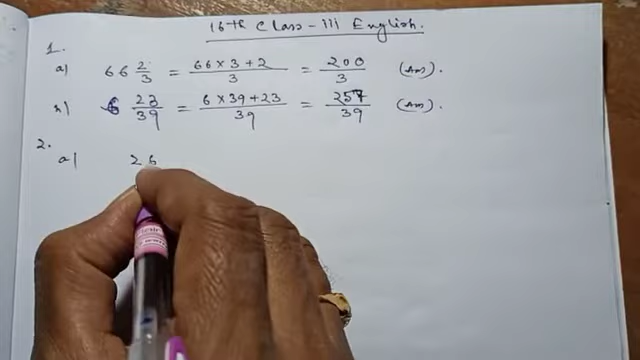 16th Class - III English.
1.
a) 66 2/3 = (66 × 3 + 2)/3 = 200/3 (Ans).
r) 6 23/39 = (6 × 39 + 23)/39 = 257/39 (Ans).
2.
a) 26